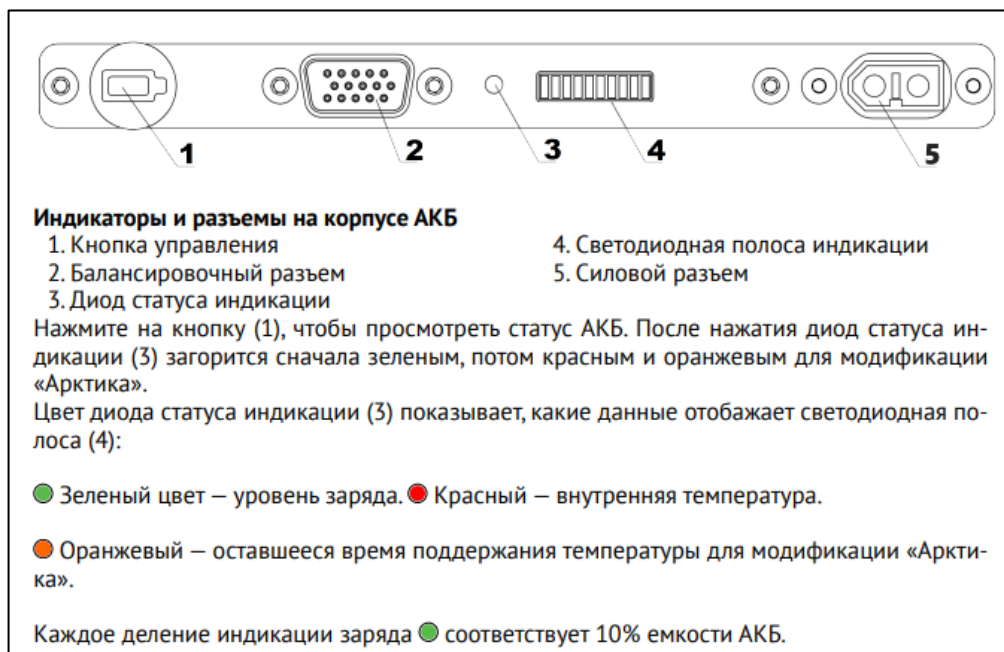 1
2
3
4
5
Индикаторы и разъемы на корпусе АКБ
1. Кнопка управления
2. Балансировочный разъем
3. Диод статуса индикации
4. Светодиодная полоса индикации
5. Силовой разъем
Нажмите на кнопку (1), чтобы просмотреть статус АКБ. После нажатия диод статуса ин-
дикации (3) загорится сначала зеленым, потом красным и оранжевым для модификации
«Арктика».
Цвет диода статуса индикации (3) показывает, какие данные отобажает светодиодная по-
лоса (4):
Зеленый цвет — уровень заряда. Красный — внутренняя температура.
Оранжевый — оставшееся время поддержания температуры для модификации «Аркти-
ка».
Каждое деление индикации заряда соответствует 10% емкости АКБ.